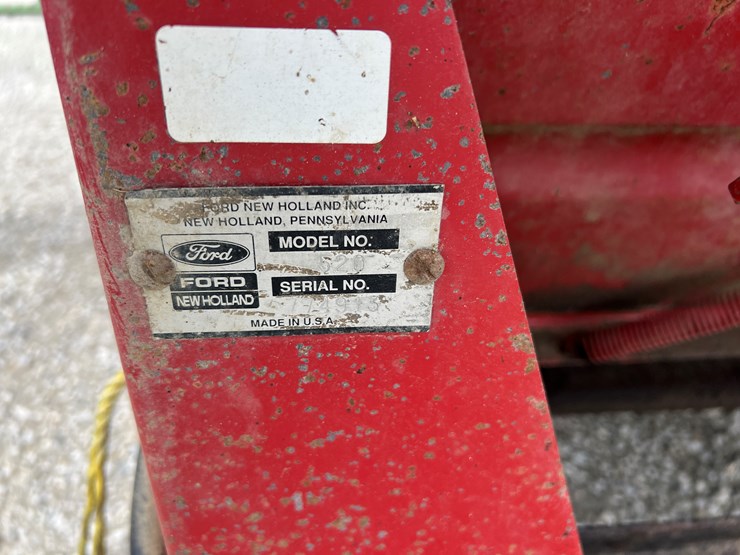 FORD NEW HOLLAND INC.
NEW HOLLAND, PENNSYLVANIA
Ford
MODEL NO.
FORD
NEW HOLLAND
SERIAL NO.
MADE IN U.S.A.